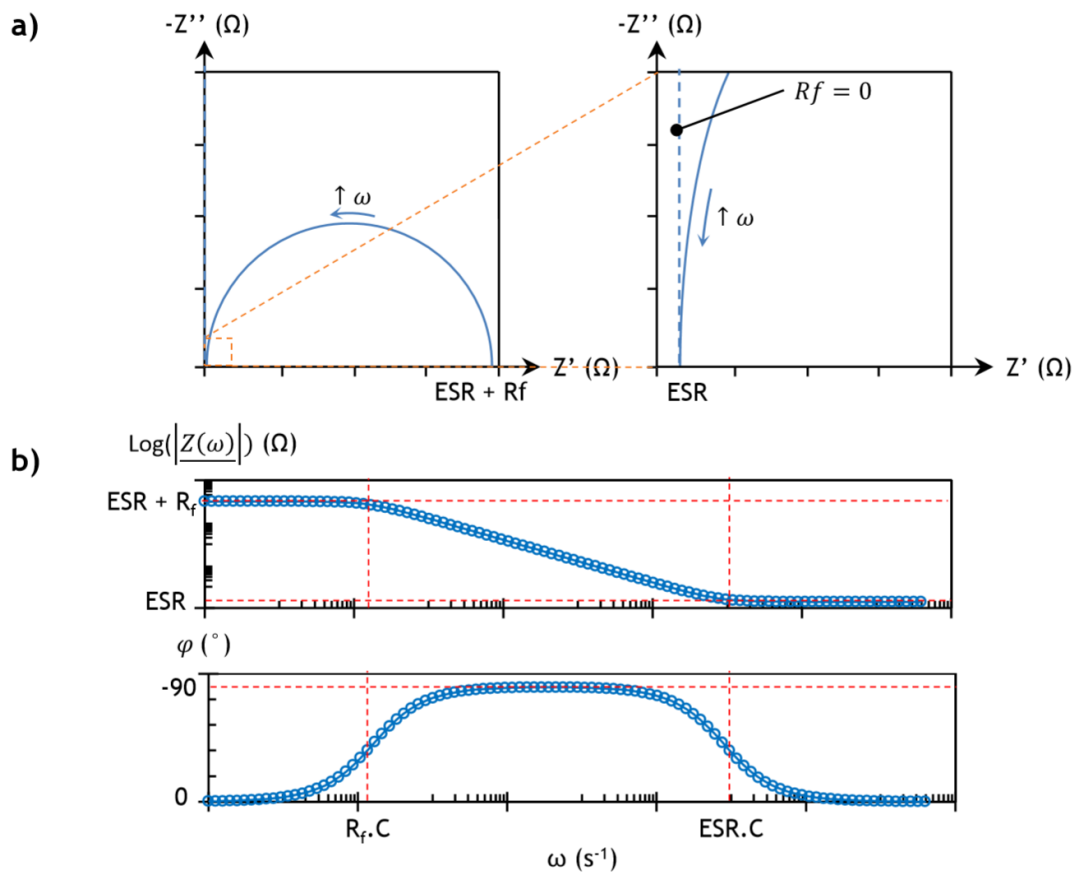 a)
-Z'' (Ω)
-Z'' (Ω)
Rf = 0
↑ ω
↑ ω
Z' (Ω)
Z' (Ω)
ESR + Rf
ESR
b)
Log(|Z(ω)|) (Ω)
ESR + Rf
ESR
φ (°)
-90
0
Rf.C
ESR.C
ω (s⁻¹)